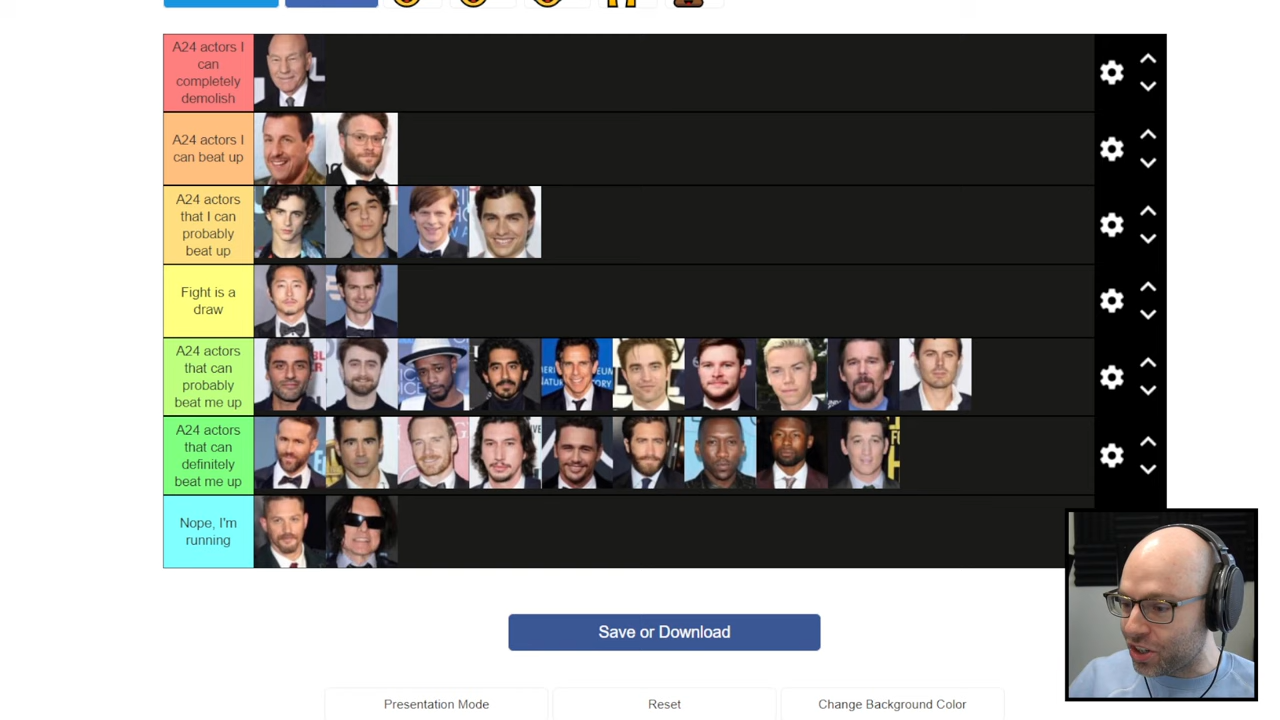 A24 actors I
can
completely
demolish
A24 actors I
can beat up
A24 actors
that I can
probably
beat up
Fight is a
draw
A24 actors
that can
probably
beat me up
A24 actors
that can
definitely
beat me up
Nope, I'm
running
Save or Download
Presentation Mode
Reset
Change Background Color